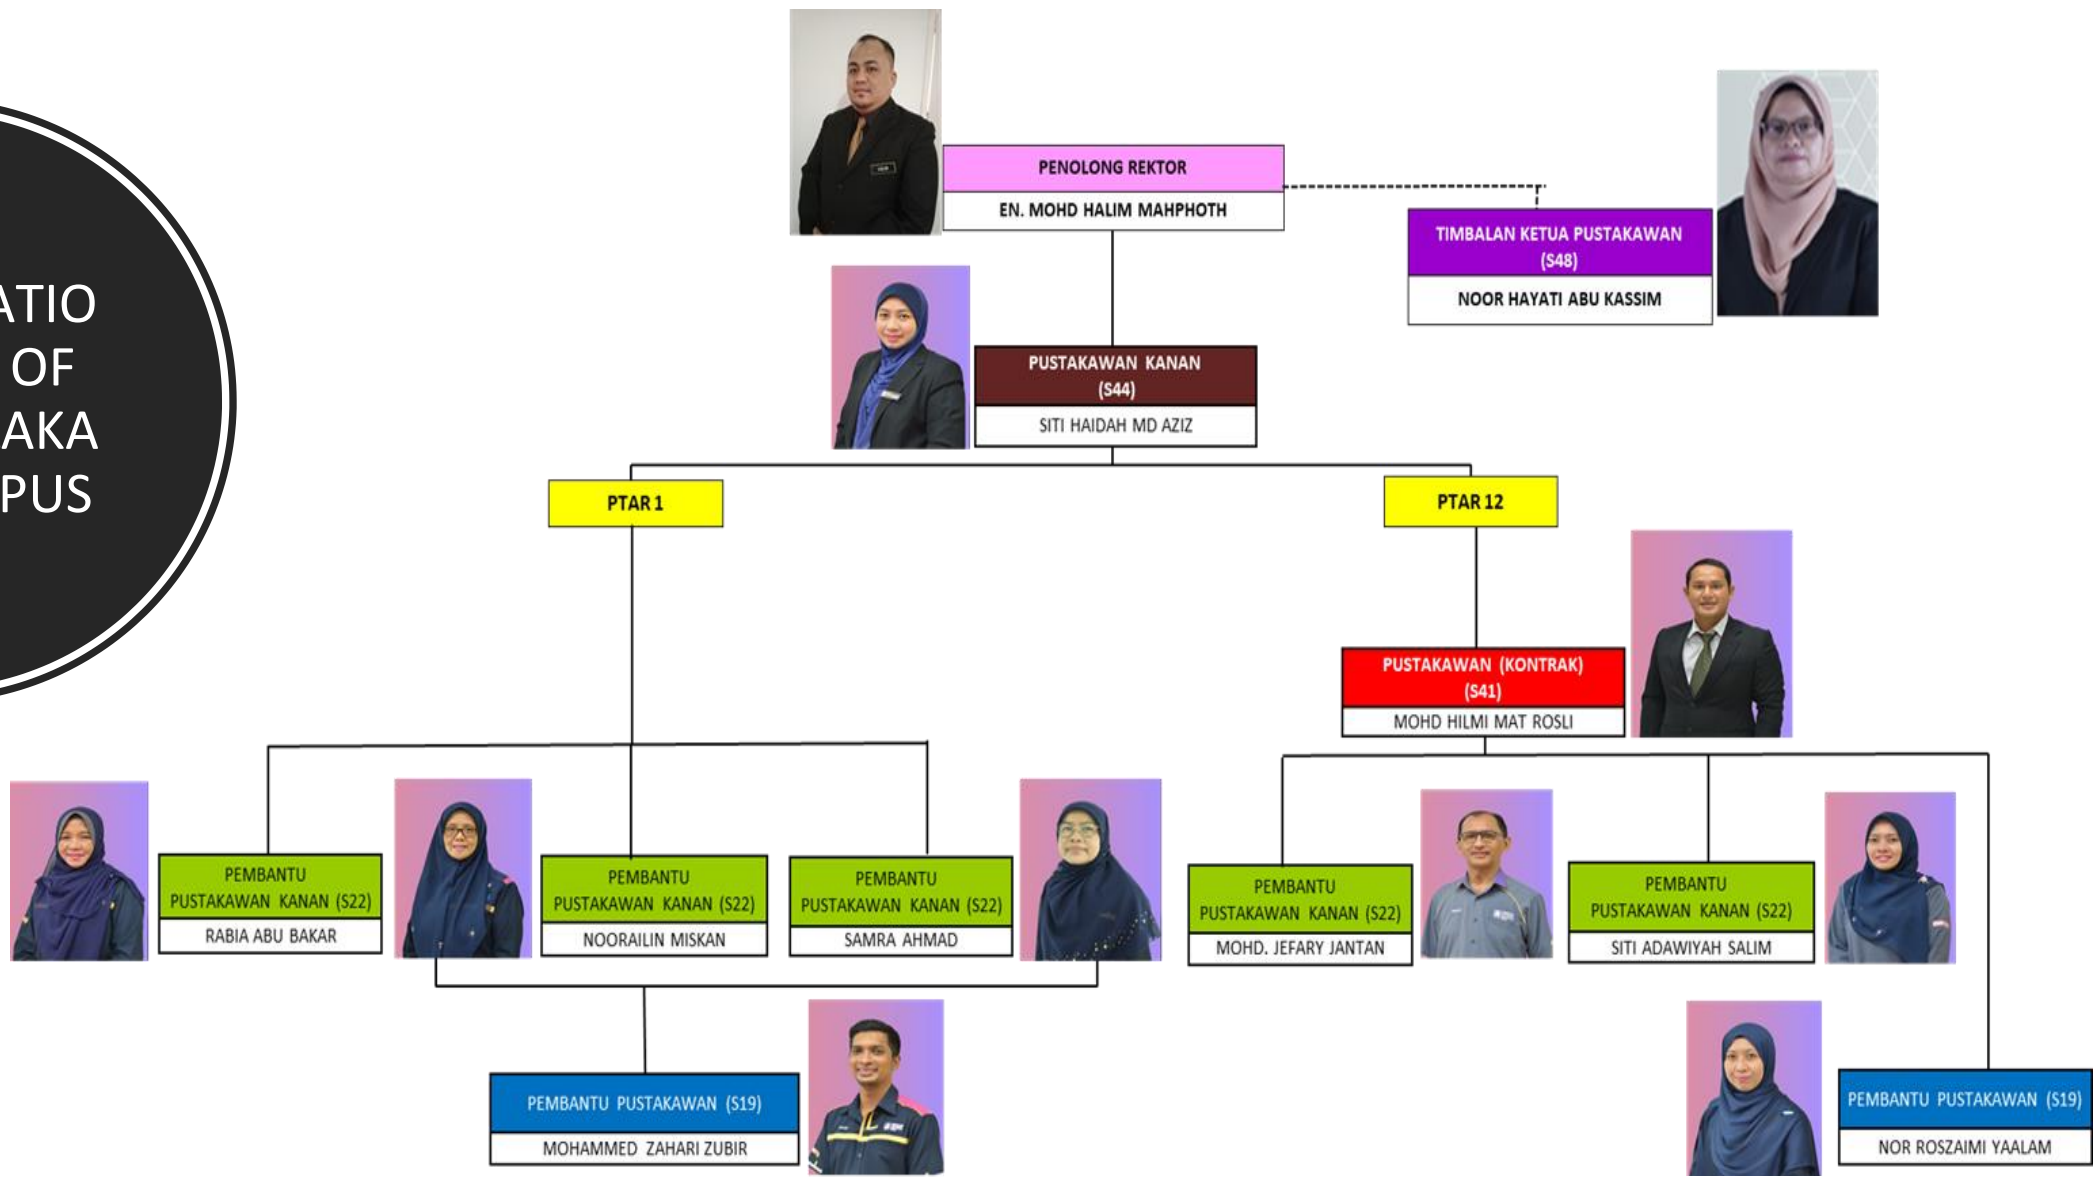 ATIO
OF
AKA
PUS
PENOLONG REKTOR
EN. MOHD HALIM MAHPHOTH
TIMBALAN KETUA PUSTAKAWAN
(S48)
NOOR HAYATI ABU KASSIM
PUSTAKAWAN KANAN
(S44)
SITI HAIDAH MD AZIZ
PTAR 1
PTAR 12
PUSTAKAWAN (KONTRAK)
(S41)
MOHD HILMI MAT ROSLI
PEMBANTU
PUSTAKAWAN KANAN (S22)
RABIA ABU BAKAR
PEMBANTU
PUSTAKAWAN KANAN (S22)
NOORAILIN MISKAN
PEMBANTU
PUSTAKAWAN KANAN (S22)
SAMRA AHMAD
PEMBANTU
PUSTAKAWAN KANAN (S22)
MOHD. JEFARY JANTAN
PEMBANTU
PUSTAKAWAN KANAN (S22)
SITI ADAWIYAH SALIM
PEMBANTU PUSTAKAWAN (S19)
MOHAMMED ZAHARI ZUBIR
PEMBANTU PUSTAKAWAN (S19)
NOR ROSZAIMI YAALAM